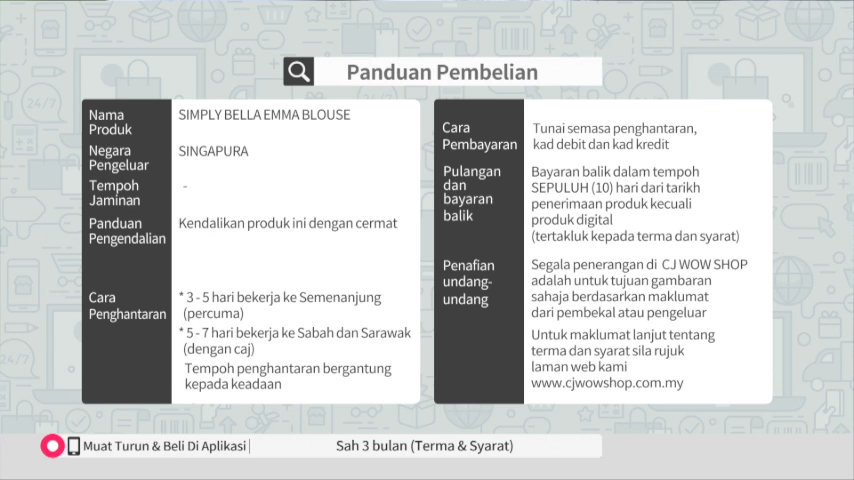 Panduan Pembelian
Nama
Produk
SIMPLY BELLA EMMA BLOUSE
Negara
Pengeluar
SINGAPURA
Tempoh
Jaminan
-
Panduan
Pengendalian
Kendalikan produk ini dengan cermat
Cara
Penghantaran
* 3 - 5 hari bekerja ke Semenanjung
(percuma)
* 5 - 7 hari bekerja ke Sabah dan Sarawak
(dengan caj)
Tempoh penghantaran bergantung
kepada keadaan
Cara
Pembayaran
Tunai semasa penghantaran,
kad debit dan kad kredit
Pulangan
dan
bayaran
balik
Bayaran balik dalam tempoh
SEPULUH (10) hari dari tarikh
penerimaan produk kecuali
produk digital
(tertakluk kepada terma dan syarat)
Penafian
undang-
undang
Segala penerangan di CJ WOW SHOP
adalah untuk tujuan gambaran
sahaja berdasarkan maklumat
dari pembekal atau pengeluar
Untuk maklumat lanjut tentang
terma dan syarat sila rujuk
laman web kami
www.cjwowshop.com.my
Muat Turun & Beli Di Aplikasi
Sah 3 bulan (Terma & Syarat)
24/7
24/7